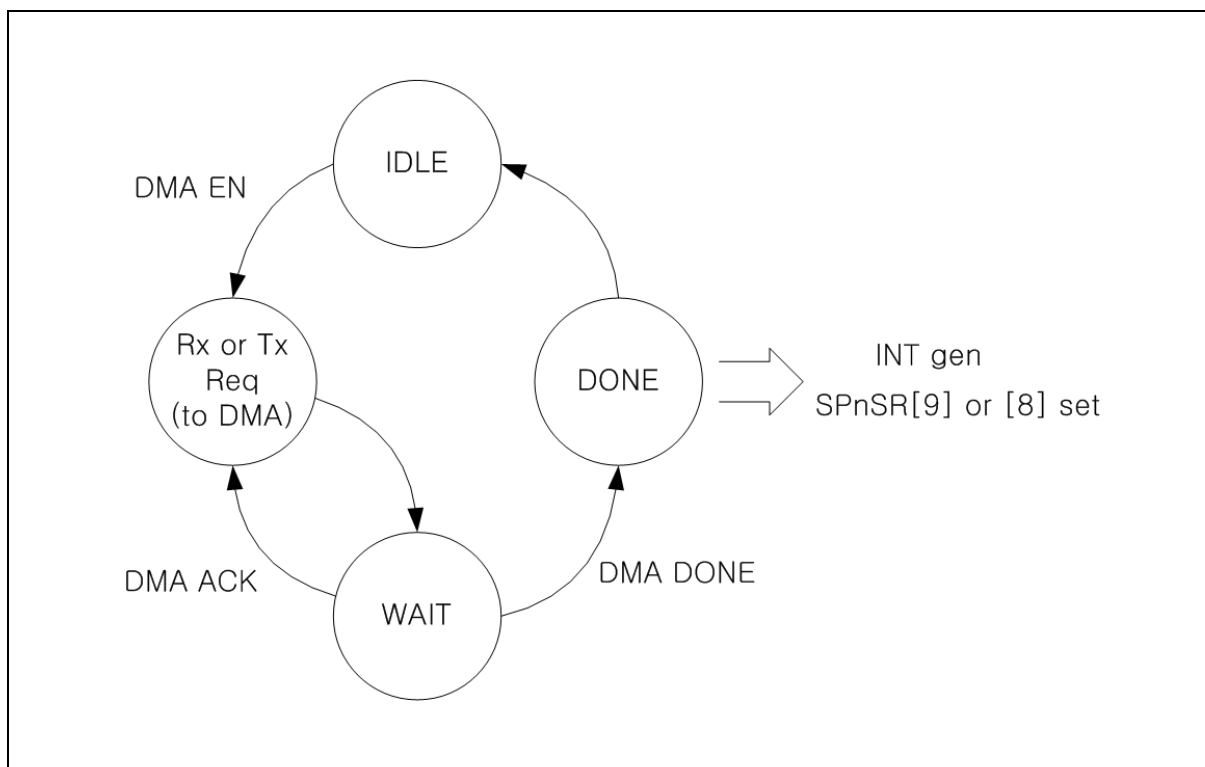 IDLE
DMA EN
Rx or Tx
Req
(to DMA)
DONE
INT gen
SPnSR[9] or [8] set
DMA ACK
DMA DONE
WAIT